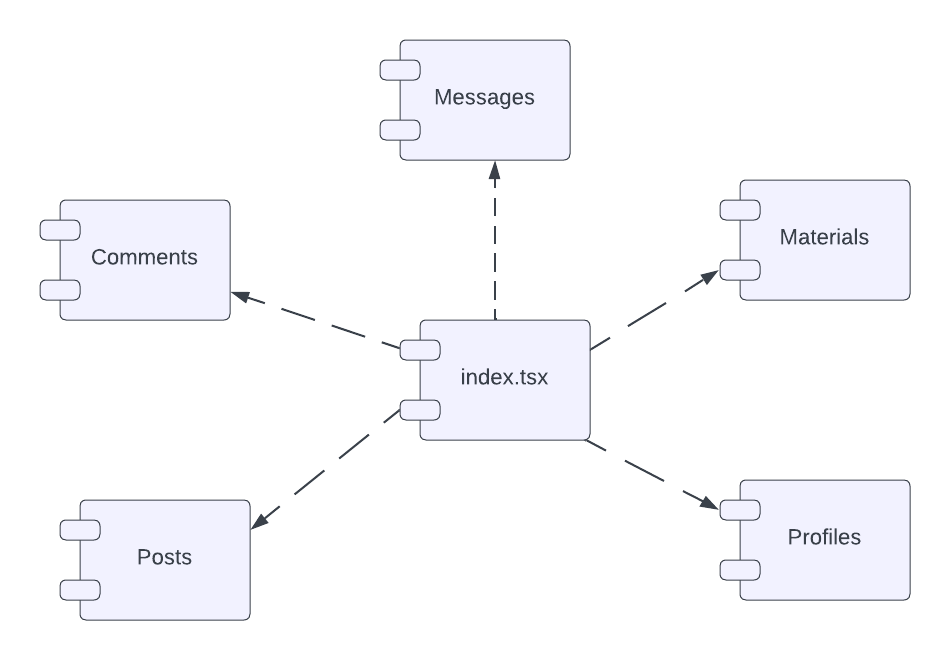 Messages
Materials
Comments
index.tsx
Profiles
Posts